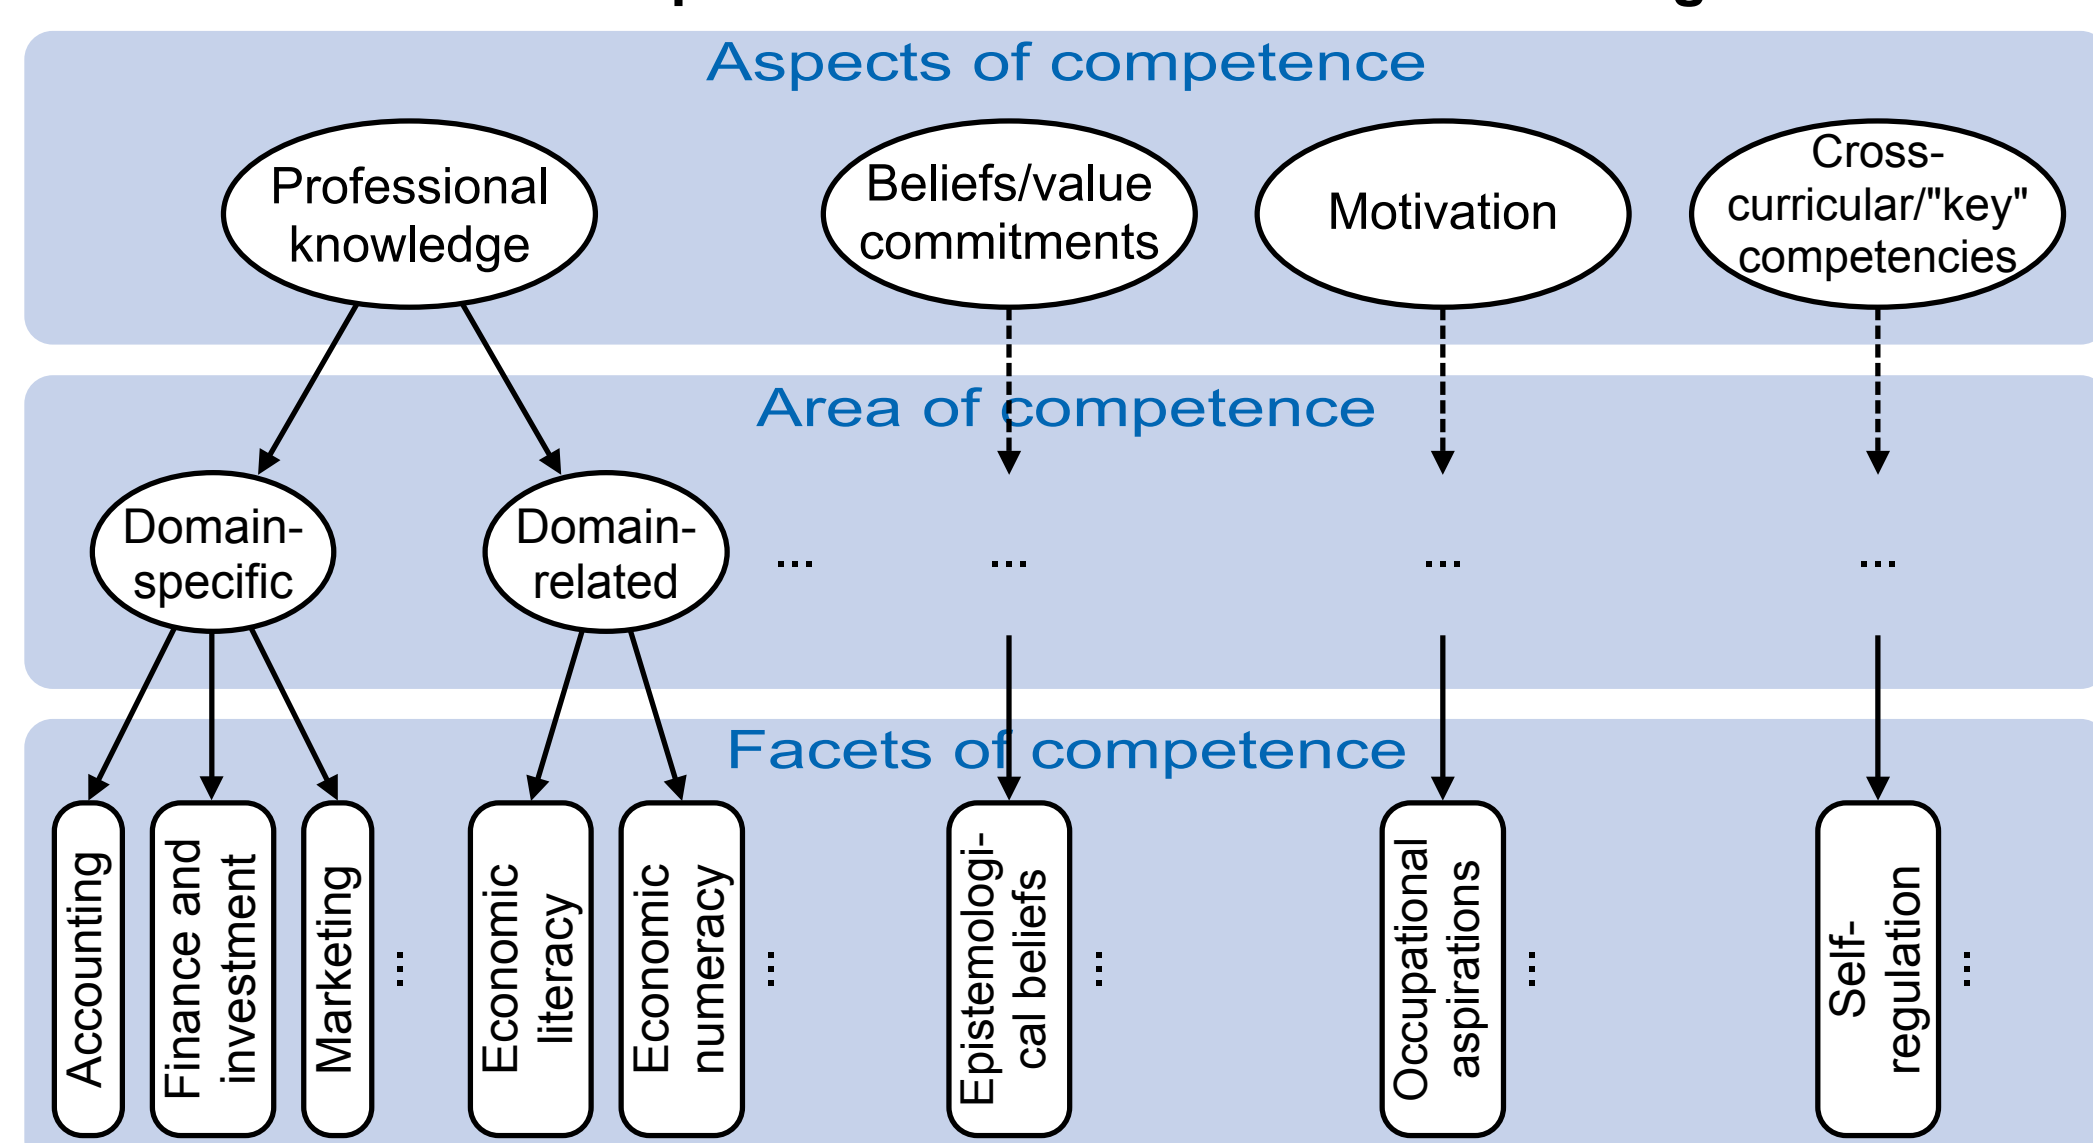 Aspects of competence
Professional
knowledge
Beliefs/value
commitments
Motivation
Cross-
curricular/"key"
competencies
Area of competence
Domain-
specific
Domain-
related
...
...
...
...
Facets of competence
Accounting
Finance and
investment
Marketing
...
Economic
literacy
Economic
numeracy
...
Epistemologi-
cal beliefs
...
Occupational
aspirations
...
Self-
regulation
...